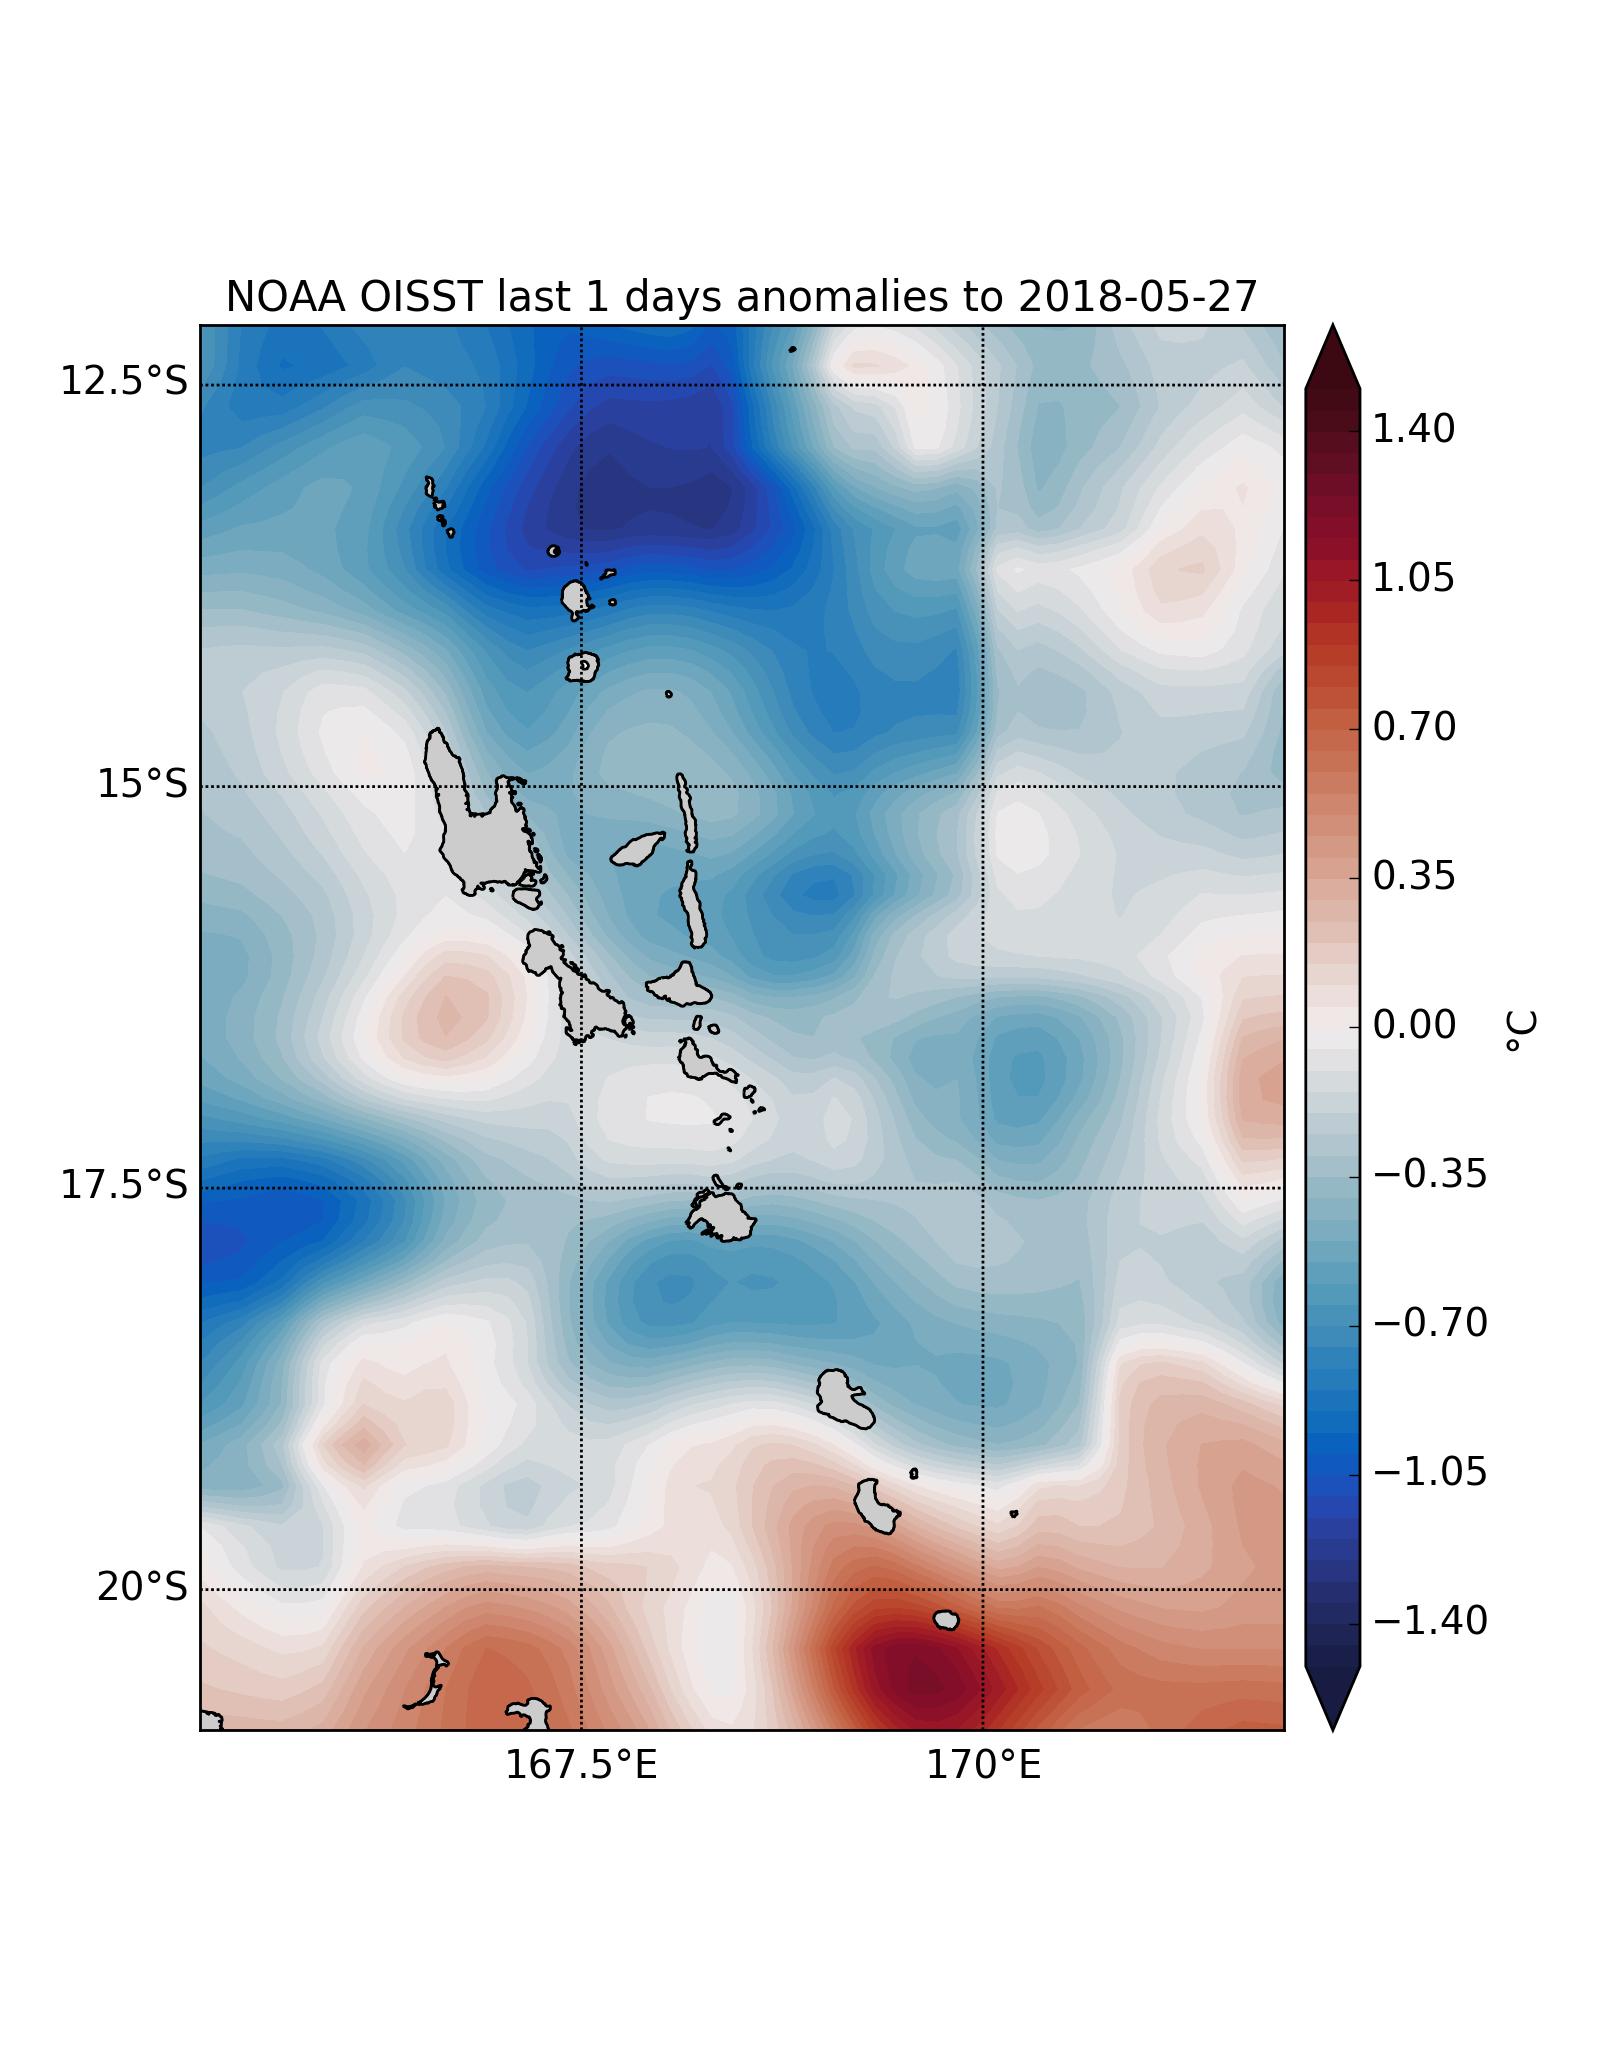 NOAA OISST last 1 days anomalies to 2018-05-27
12.5°S
15°S
17.5°S
20°S
167.5°E
170°E
1.40
1.05
0.70
0.35
0.00
−0.35
−0.70
−1.05
−1.40
°C